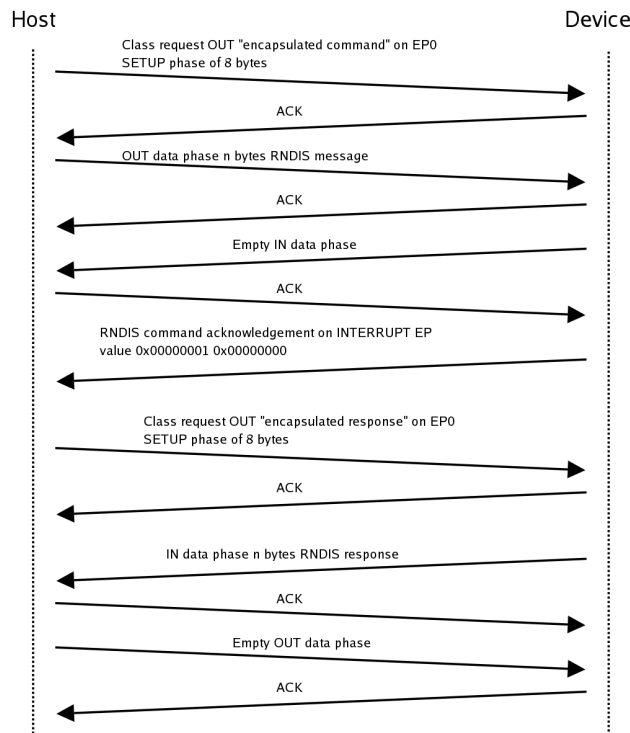 Host
Device
Class request OUT "encapsulated command" on EP0
SETUP phase of 8 bytes
ACK
OUT data phase n bytes RNDIS message
ACK
Empty IN data phase
ACK
RNDIS command acknowledgement on INTERRUPT EP
value 0x00000001 0x00000000
Class request OUT "encapsulated response" on EP0
SETUP phase of 8 bytes
ACK
IN data phase n bytes RNDIS response
ACK
Empty OUT data phase
ACK